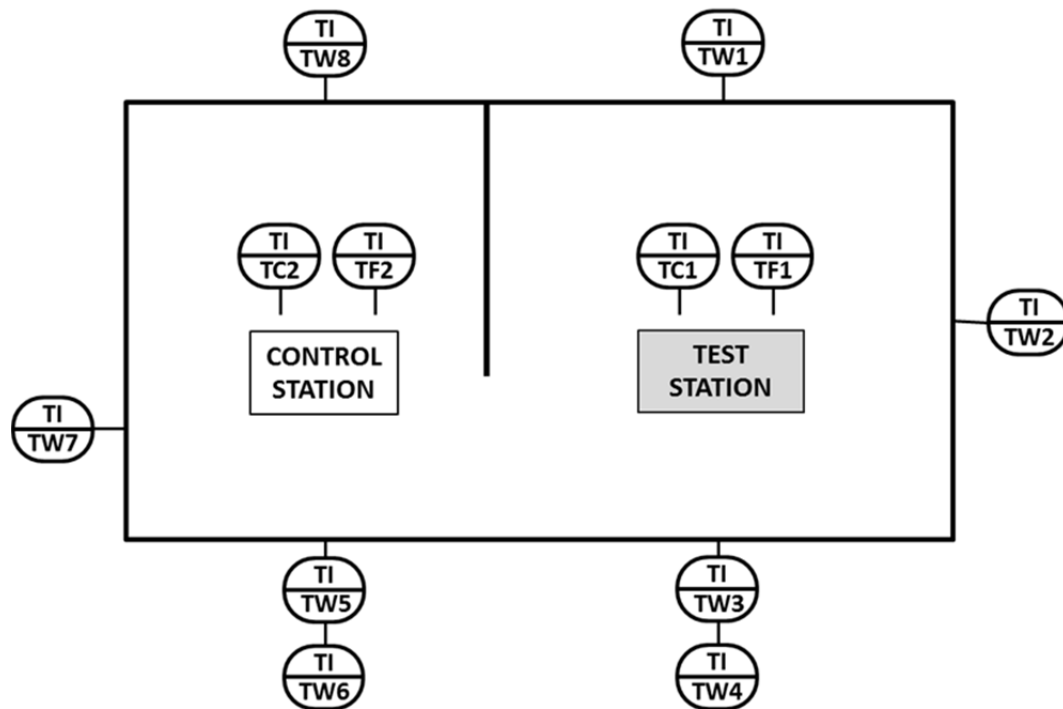 TI
TW8
TI
TW1
TI
TC2
TI
TF2
TI
TC1
TI
TF1
TI
TW2
CONTROL
STATION
TEST
STATION
TI
TW7
TI
TW5
TI
TW3
TI
TW6
TI
TW4